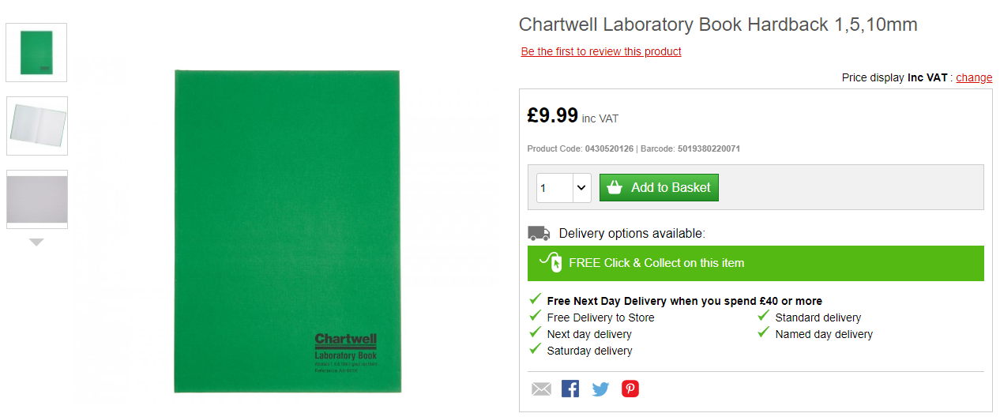 Chartwell Laboratory Book Hardback 1,5,10mm
Be the first to review this product
Price display Inc VAT : change
£9.99 inc VAT
Product Code: 0430520126 | Barcode: 5019380220071
1
Add to Basket
Delivery options available:
FREE Click & Collect on this item
Free Next Day Delivery when you spend £40 or more
Free Delivery to Store
Standard delivery
Next day delivery
Named day delivery
Saturday delivery
Chartwell
Laboratory Book